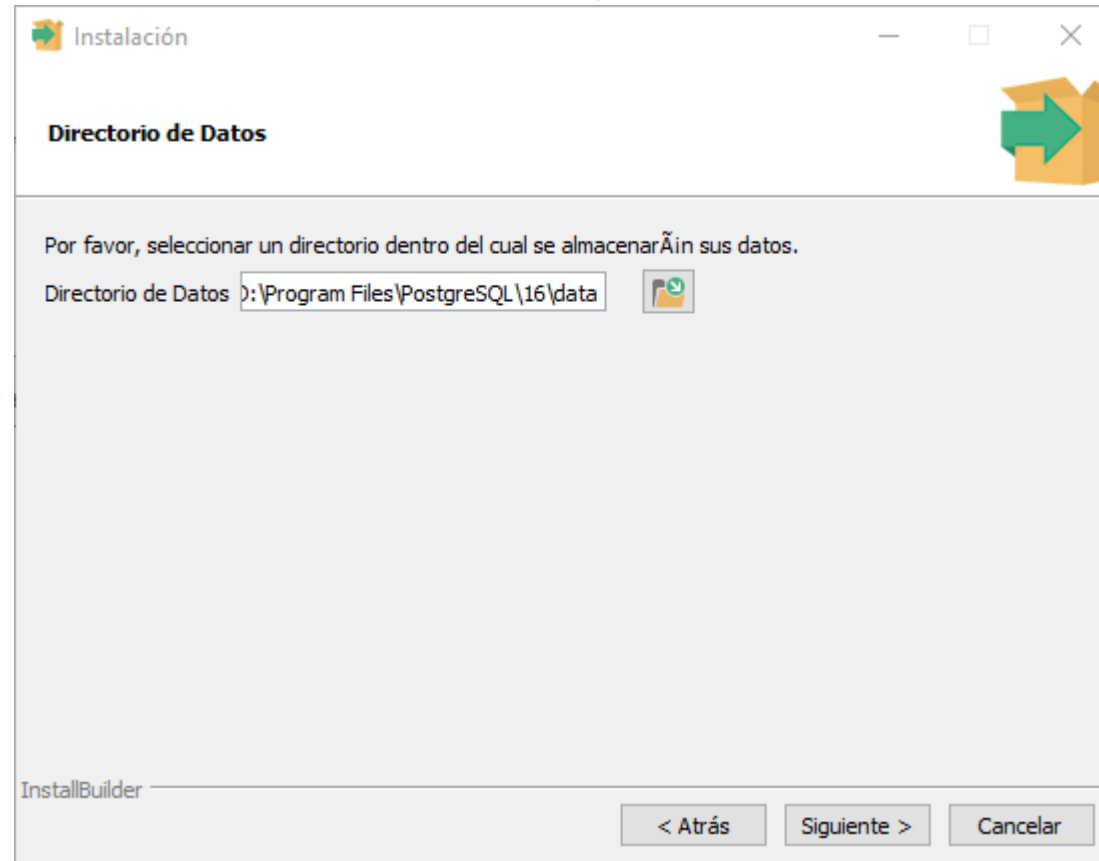 Instalación
Directorio de Datos
Por favor, seleccionar un directorio dentro del cual se almacenarÃin sus datos.
Directorio de Datos D:\Program Files\PostgreSQL\16\data
InstallBuilder
< Atrás Siguiente > Cancelar